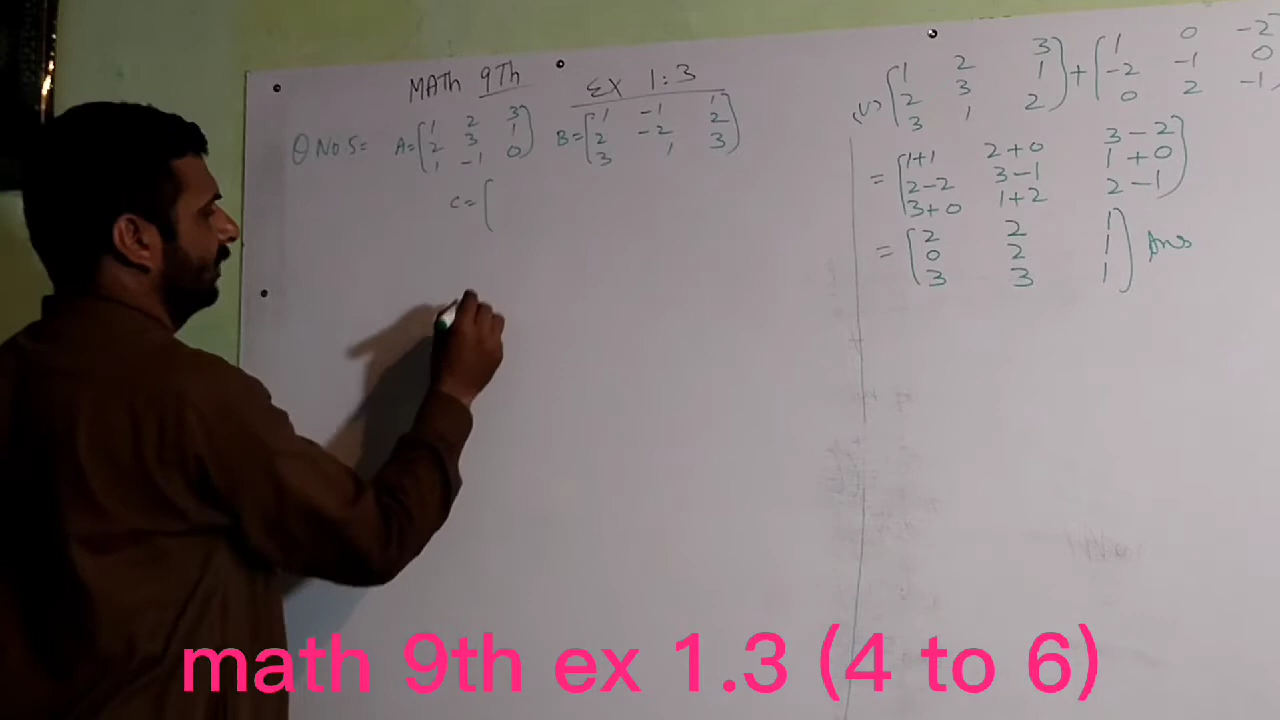 MATH 9Th EX 1:3
Q No 5= A=[1 2 3 B=[1 -1 1
2 3 1 2 -2 2
1 -1 0] 3 1 3]
C=[
(v) [1 2 3 + [1 0 -2
2 3 1 -2 -1 0
3 1 2] 0 2 -1
= [1+1 2+0 3-2
2-2 3-1 1+0
3+0 1+2 2-1]
= [2 2 1
0 2 1
3 3 1] Ans
math 9th ex 1.3 (4 to 6)